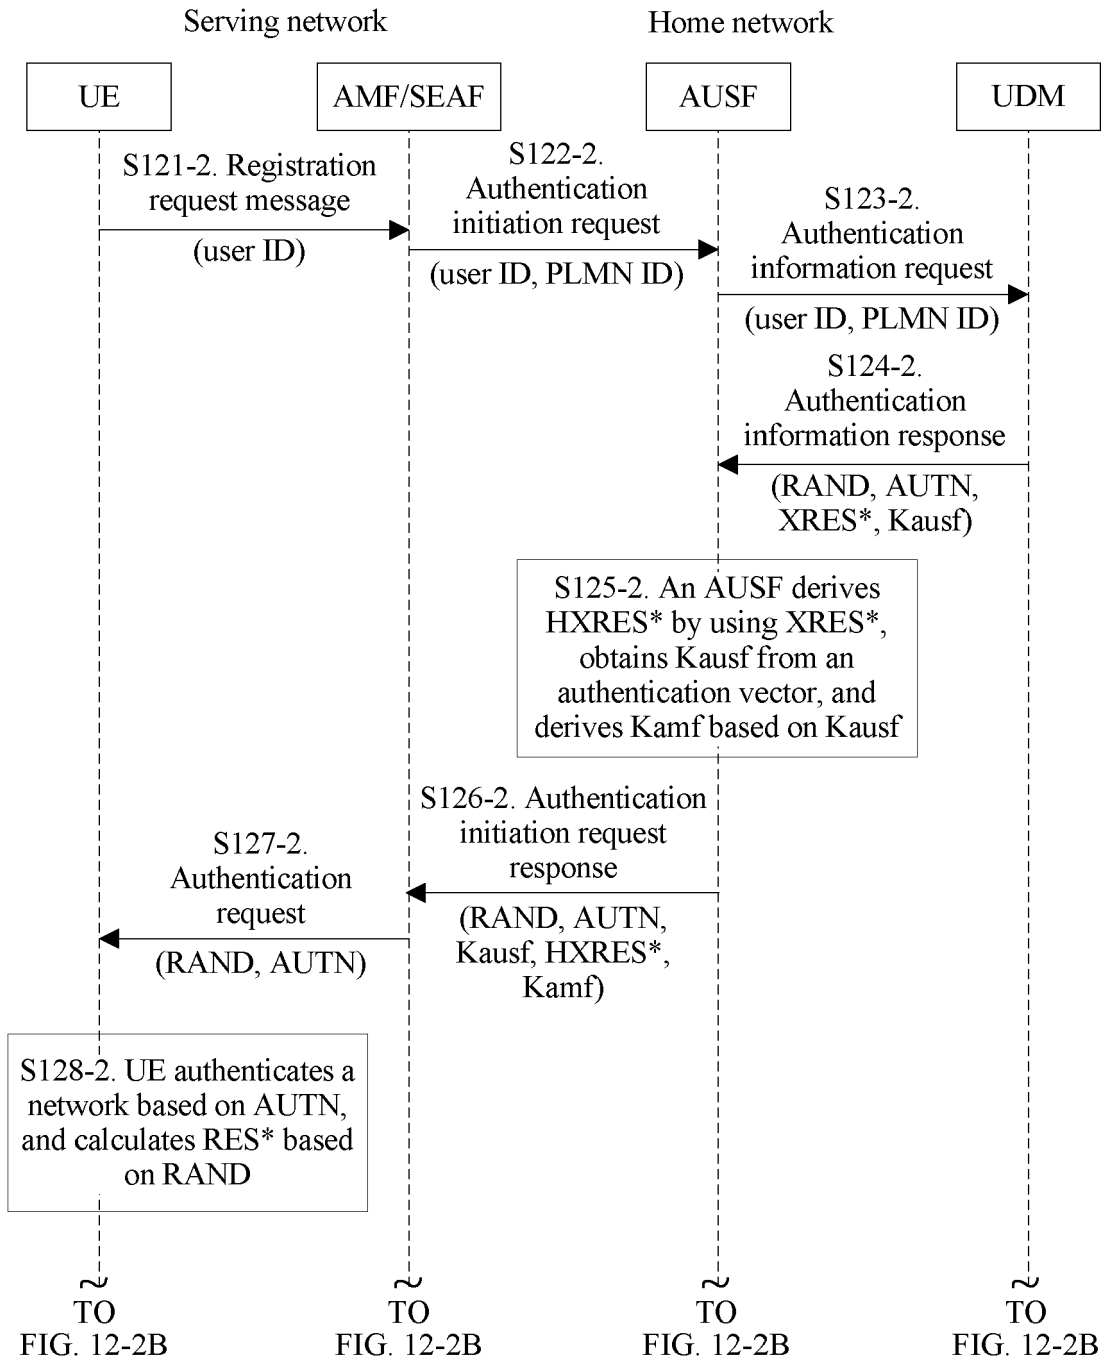 Serving network
Home network
UE
AMF/SEAF
AUSF
UDM
S121-2. Registration
request message
(user ID)
S122-2.
Authentication
initiation request
(user ID, PLMN ID)
S123-2.
Authentication
information request
(user ID, PLMN ID)
S124-2.
Authentication
information response
(RAND, AUTN,
XRES*, Kausf)
S125-2. An AUSF derives
HXRES* by using XRES*,
obtains Kausf from an
authentication vector, and
derives Kamf based on Kausf
S126-2. Authentication
initiation request
response
(RAND, AUTN,
Kausf, HXRES*,
Kamf)
S127-2.
Authentication
request
(RAND, AUTN)
S128-2. UE authenticates a
network based on AUTN,
and calculates RES* based
on RAND
TO
FIG. 12-2B
TO
FIG. 12-2B
TO
FIG. 12-2B
TO
FIG. 12-2B